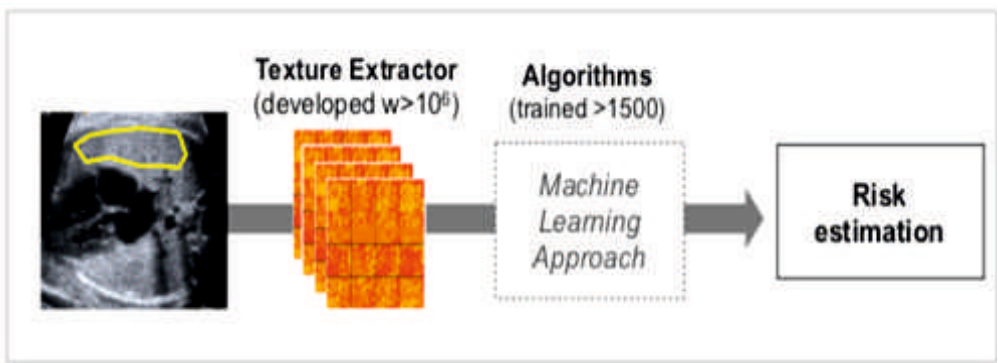 Texture Extractor
(developed w>10⁶)
Algorithms
(trained >1500)
Machine
Learning
Approach
Risk
estimation